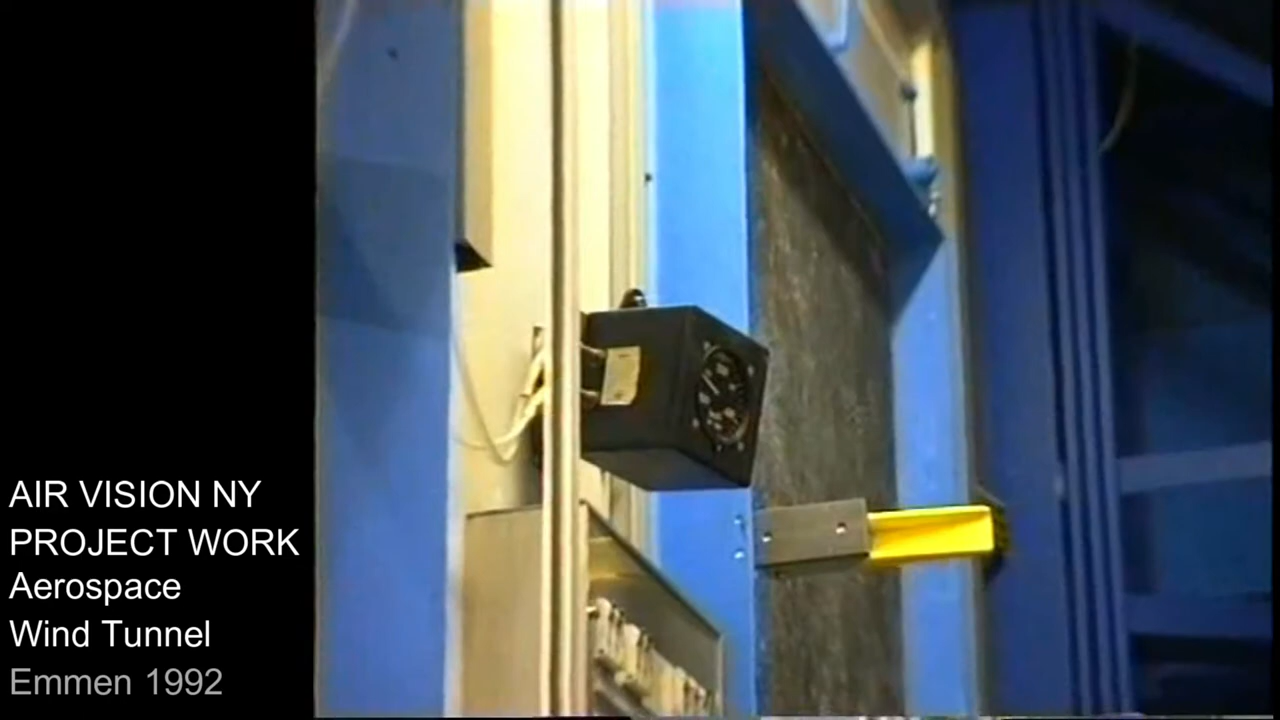 AIR VISION NY
PROJECT WORK
Aerospace
Wind Tunnel
Emmen 1992